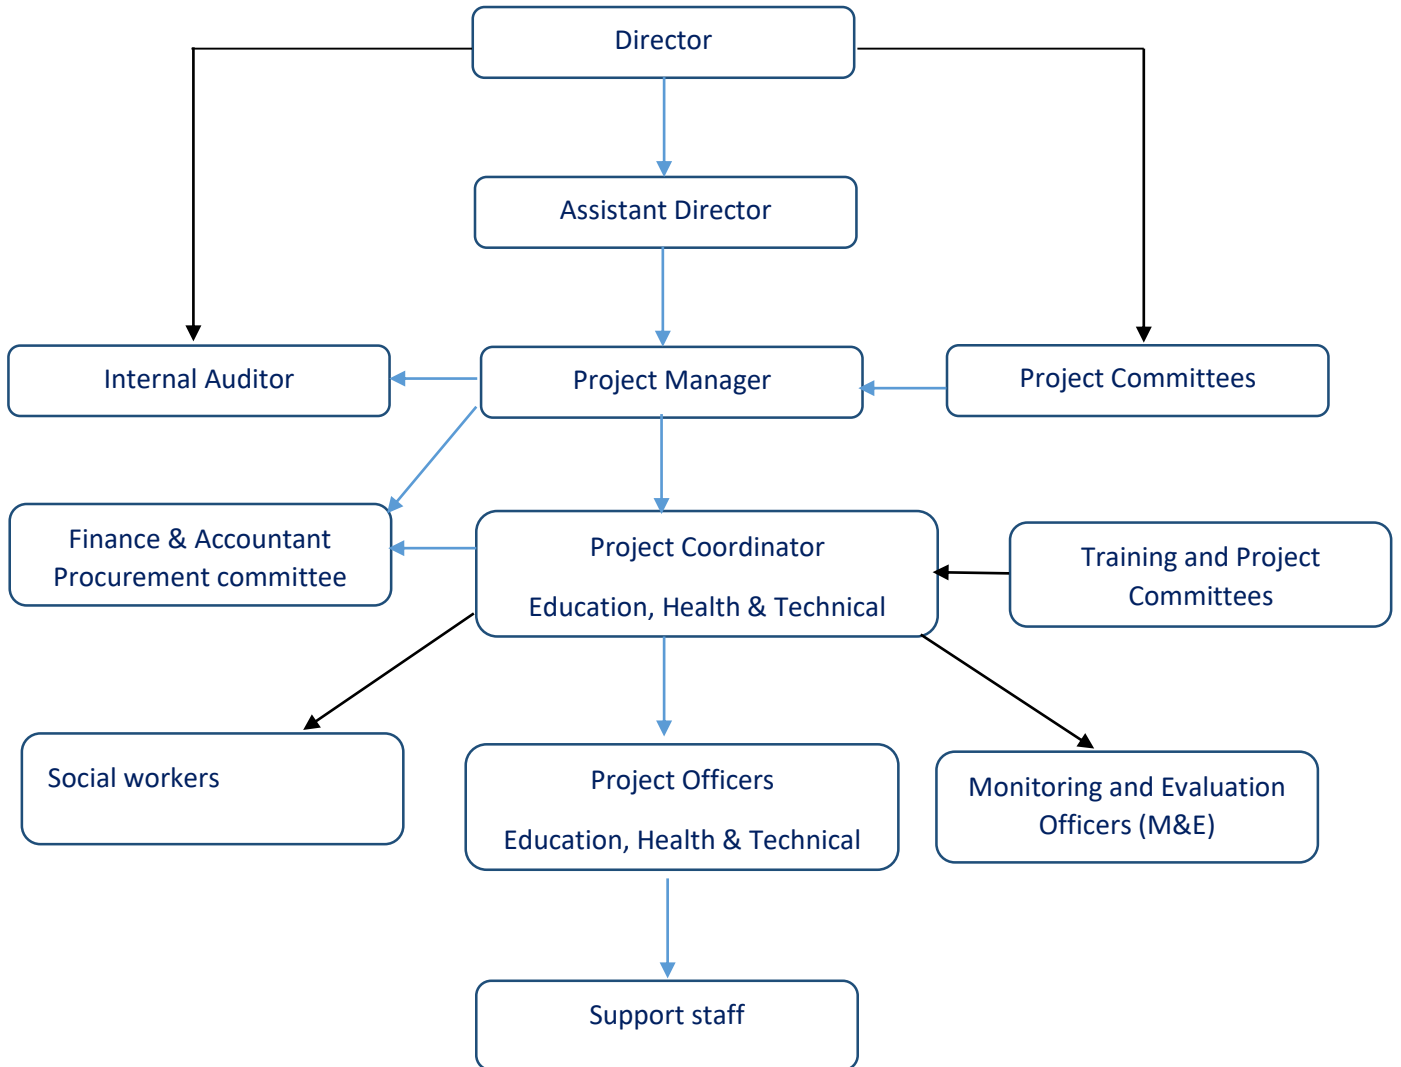 Director
Assistant Director
Internal Auditor
Project Manager
Project Committees
Finance & Accountant
Procurement committee
Project Coordinator
Education, Health & Technical
Training and Project
Committees
Social workers
Project Officers
Education, Health & Technical
Monitoring and Evaluation
Officers (M&E)
Support staff